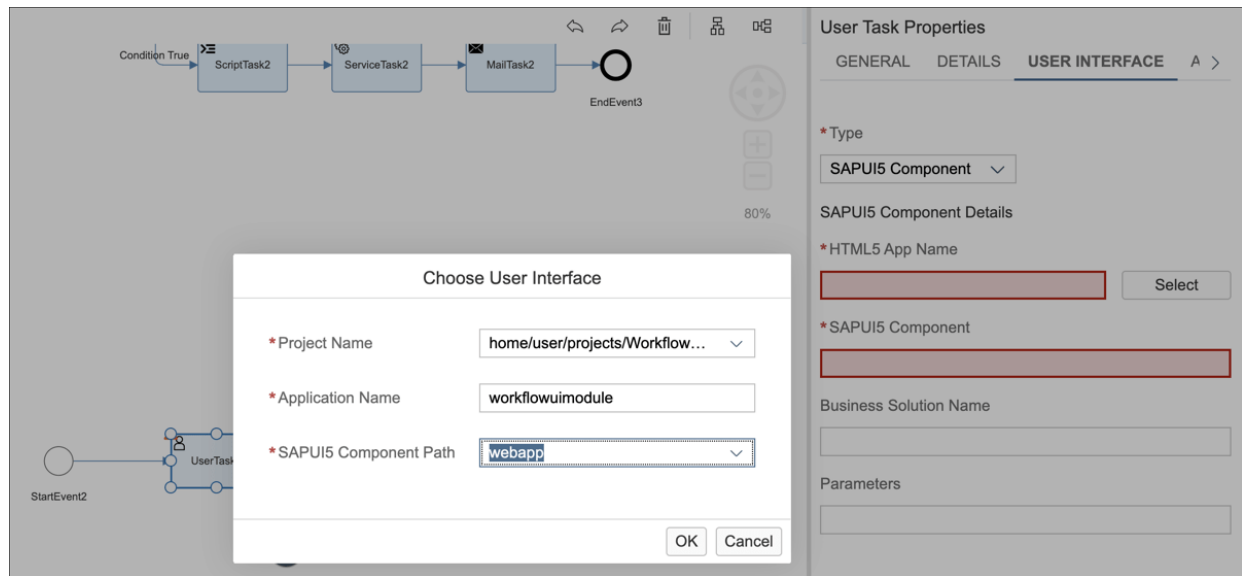 User Task Properties
GENERAL DETAILS USER INTERFACE A
Condition True
ScriptTask2
ServiceTask2
MailTask2
EndEvent3
80%
*Type
SAPUI5 Component
SAPUI5 Component Details
*HTML5 App Name
Select
*SAPUI5 Component
Business Solution Name
Parameters
Choose User Interface
*Project Name
home/user/projects/Workflow...
*Application Name
workflowuimodule
*SAPUI5 Component Path
webapp
OK Cancel
StartEvent2
UserTask